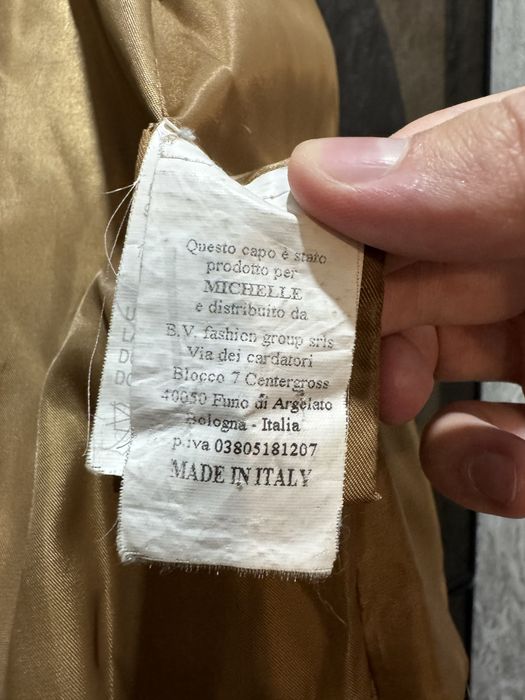 Questo capo è stato
prodotto per
MICHELLE
e distribuito da
E.V. fashion group srls
Via dei cardatori
Blocco 7 Centergross
40050 Funo di Argelato
Bologna - Italia
p.iva 03805181207
MADE IN ITALY